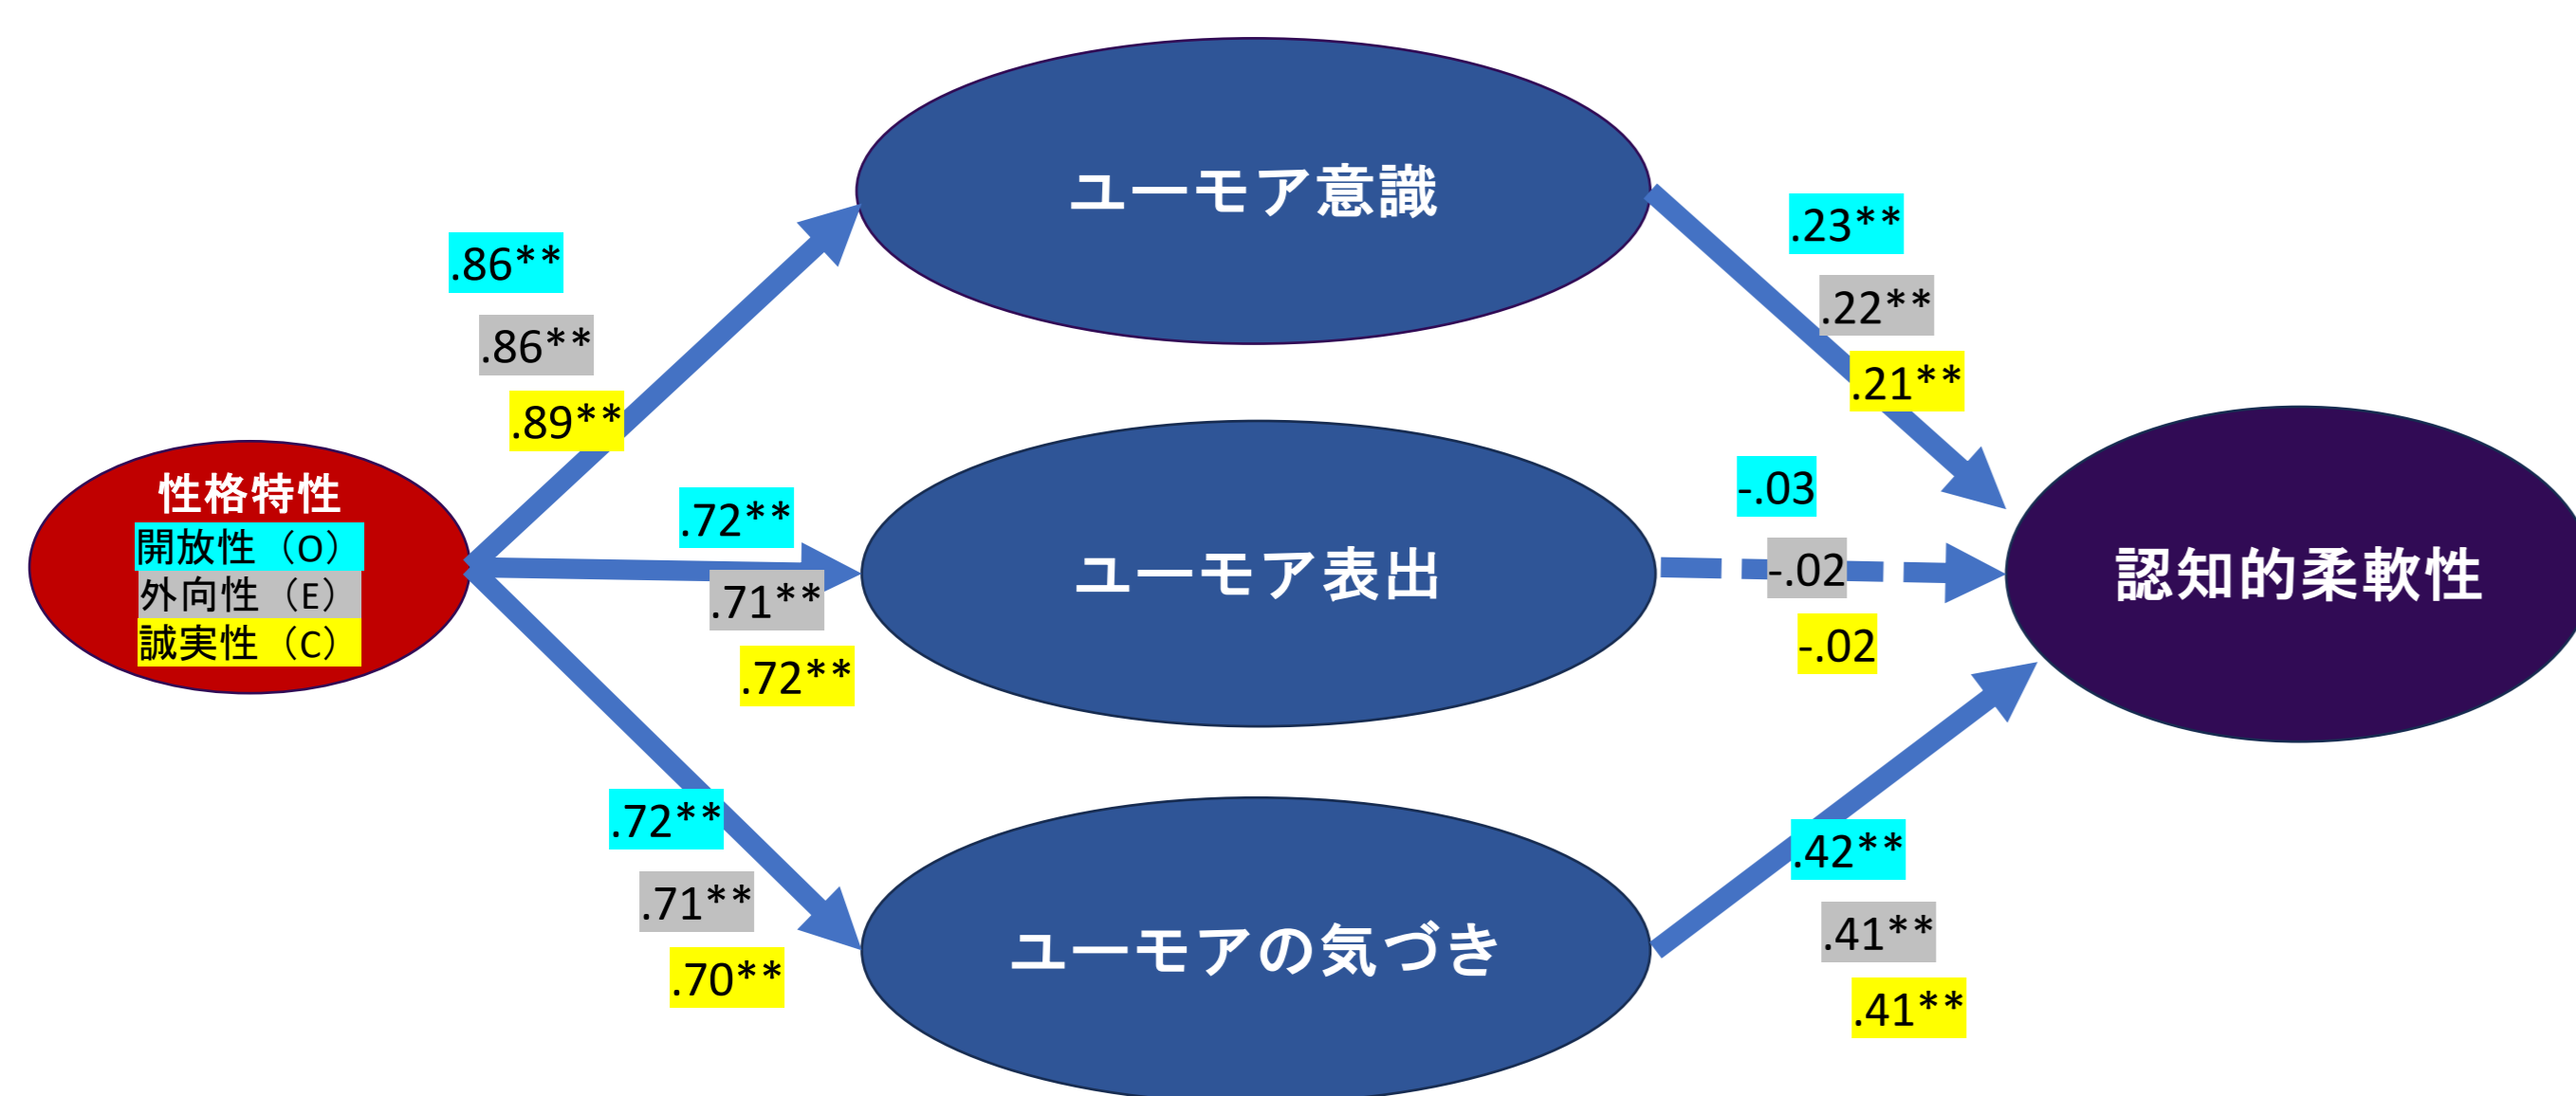 ユーモア意識
.86**
.86**
.89**
.23**
.22**
.21**
性格特性
開放性（O）
外向性（E）
誠実性（C）
.72**
.71**
.72**
ユーモア表出
-.03
-.02
-.02
認知的柔軟性
.72**
.71**
.70**
ユーモアの気づき
.42**
.41**
.41**